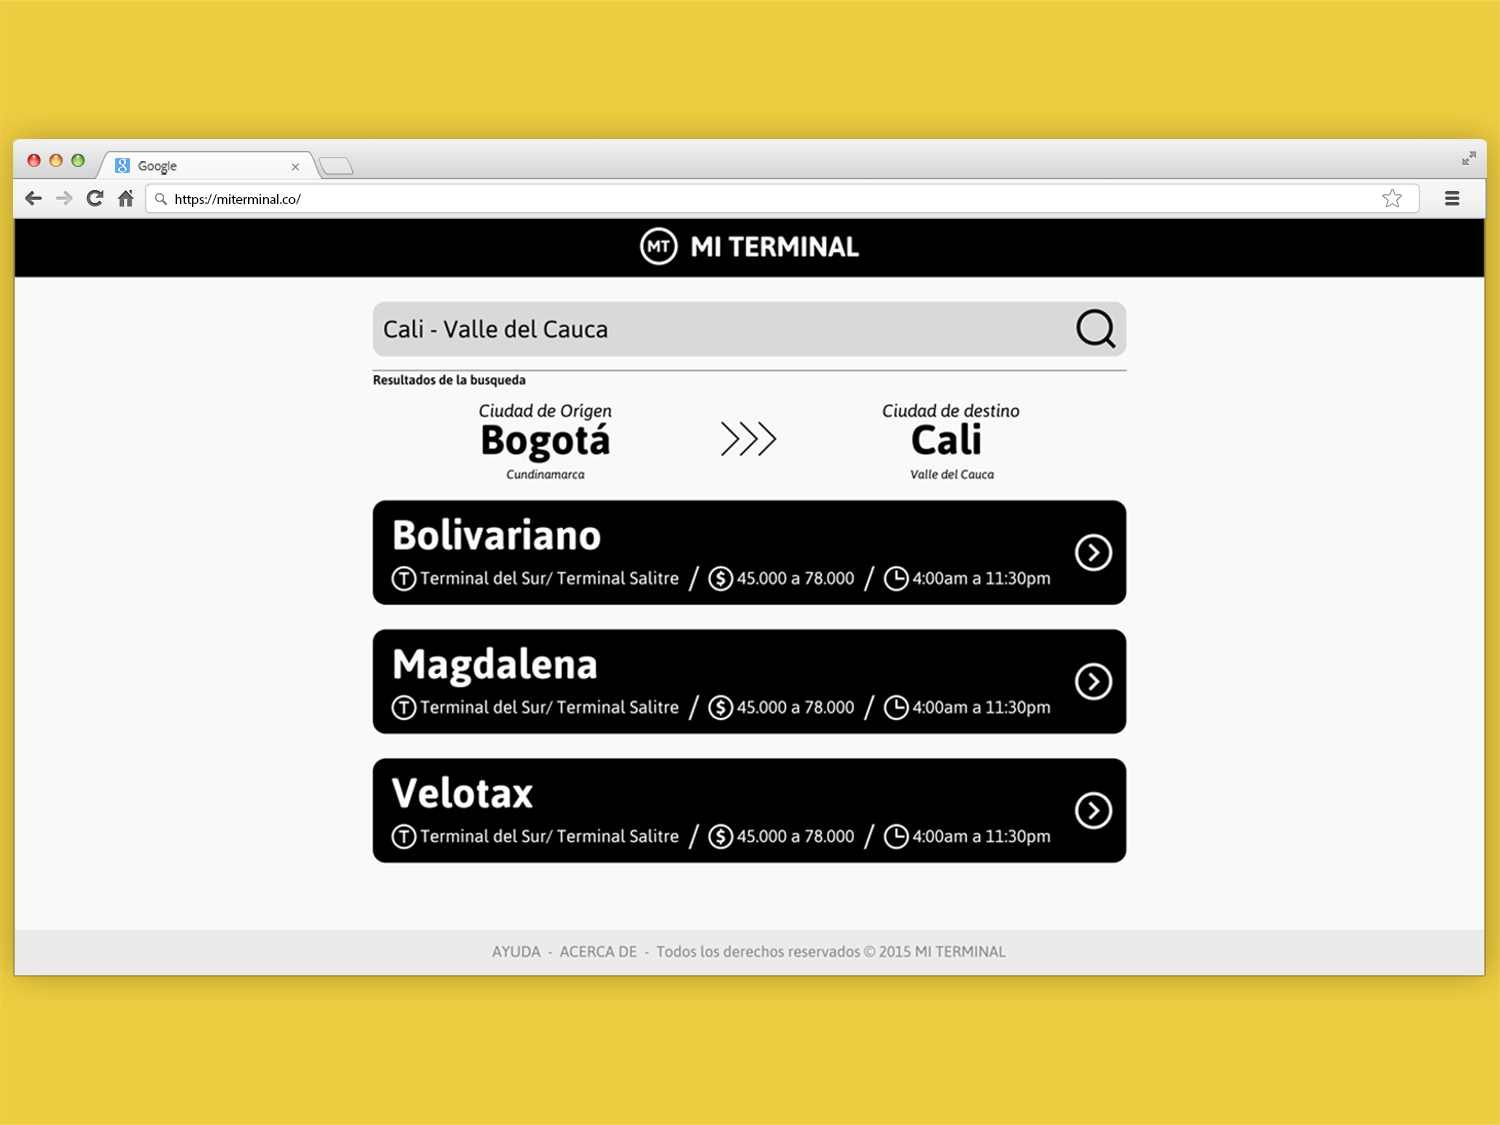 Google
https://miterminal.co/
MT MI TERMINAL
Cali - Valle del Cauca
Resultados de la busqueda
Ciudad de Orígen
Bogotá
Cundinamarca
Ciudad de destino
Cali
Valle del Cauca
Bolivariano
T Terminal del Sur/ Terminal Salitre / $ 45.000 a 78.000 / 4:00am a 11:30pm
Magdalena
T Terminal del Sur/ Terminal Salitre / $ 45.000 a 78.000 / 4:00am a 11:30pm
Velotax
T Terminal del Sur/ Terminal Salitre / $ 45.000 a 78.000 / 4:00am a 11:30pm
AYUDA - ACERCA DE - Todos los derechos reservados © 2015 MI TERMINAL